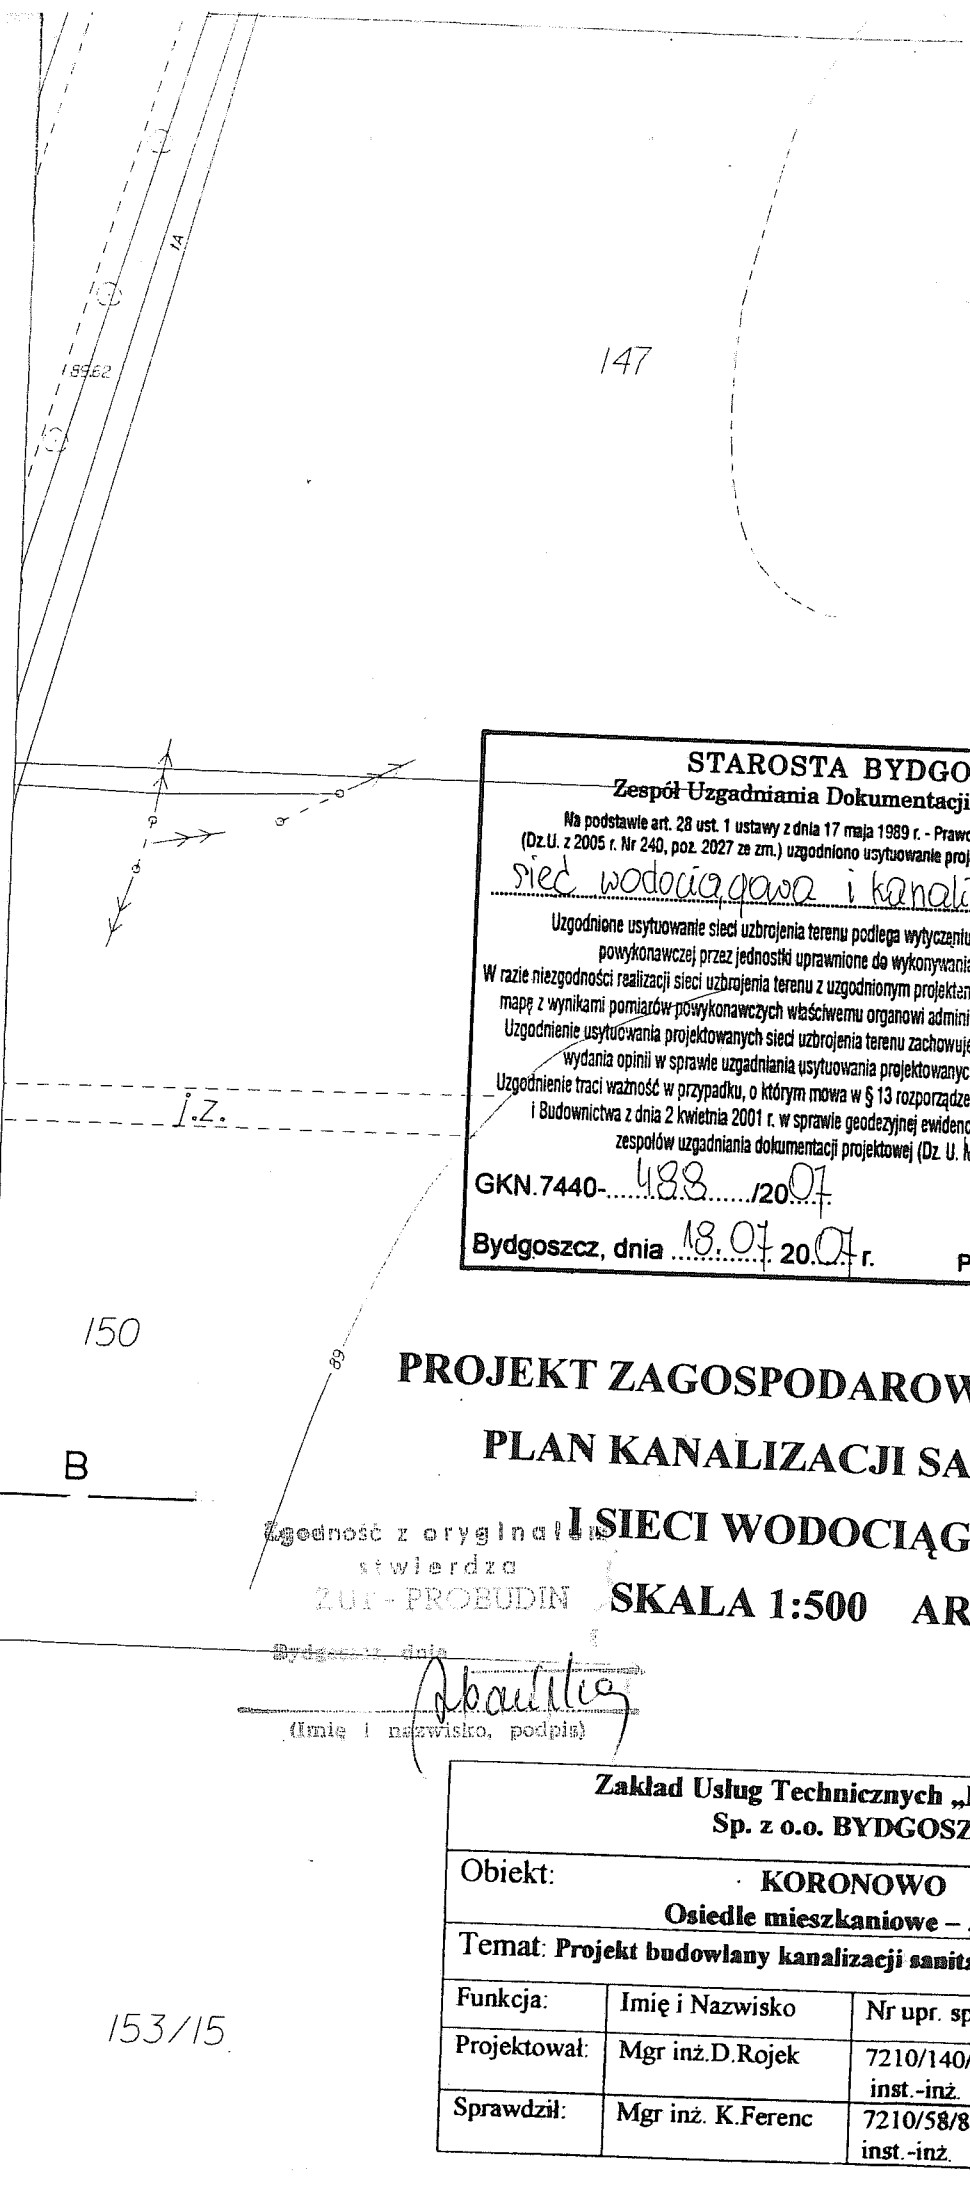 1A
147
89.62
STAROSTA BYDGO
Zespół Uzgadniania Dokumentacji
Na podstawie art. 28 ust. 1 ustawy z dnia 17 maja 1989 r. - Prawo
(Dz.U. z 2005 r. Nr 240, poz. 2027 ze zm.) uzgodniono usytuowanie proj
sieć wodociągowa i kanali
Uzgodnione usytuowanie sieci uzbrojenia terenu podlega wytyczeniu
powykonawczej przez jednostki uprawnione do wykonywania
W razie niezgodności realizacji sieci uzbrojenia terenu z uzgodnionym projektem
mapę z wynikami pomiarów powykonawczych właściwemu organowi admini
Uzgodnienie usytuowania projektowanych sieci uzbrojenia terenu zachowuje
wydania opinii w sprawie uzgadniania usytuowania projektowanyc
Uzgodnienie traci ważność w przypadku, o którym mowa w § 13 rozporządze
i Budownictwa z dnia 2 kwietnia 2001 r. w sprawie geodezyjnej ewidenc
zespołów uzgadniania dokumentacji projektowej (Dz. U. N
j.z.
GKN.7440-.....488....../2007.
Bydgoszcz, dnia ..18.07. 20.07 r. P
150
89
PROJEKT ZAGOSPODAROW
PLAN KANALIZACJI SA
B
I SIECI WODOCIĄG
SKALA 1:500 AR
Zgodność z oryginałem
stwierdza
ZUT - PROBUDIN
Bydgoszcz, dnia
(Imię i nazwisko, podpis)
Zakład Usług Technicznych „
Sp. z o.o. BYDGOSZ
Obiekt: KORONOWO
Osiedle mieszkaniowe –
Temat: Projekt budowlany kanalizacji sanita
Funkcja: Imię i Nazwisko Nr upr. sp
Projektował: Mgr inż.D.Rojek 7210/140/
inst.-inż.
Sprawdził: Mgr inż. K.Ferenc 7210/58/8
inst.-inż.
153/15